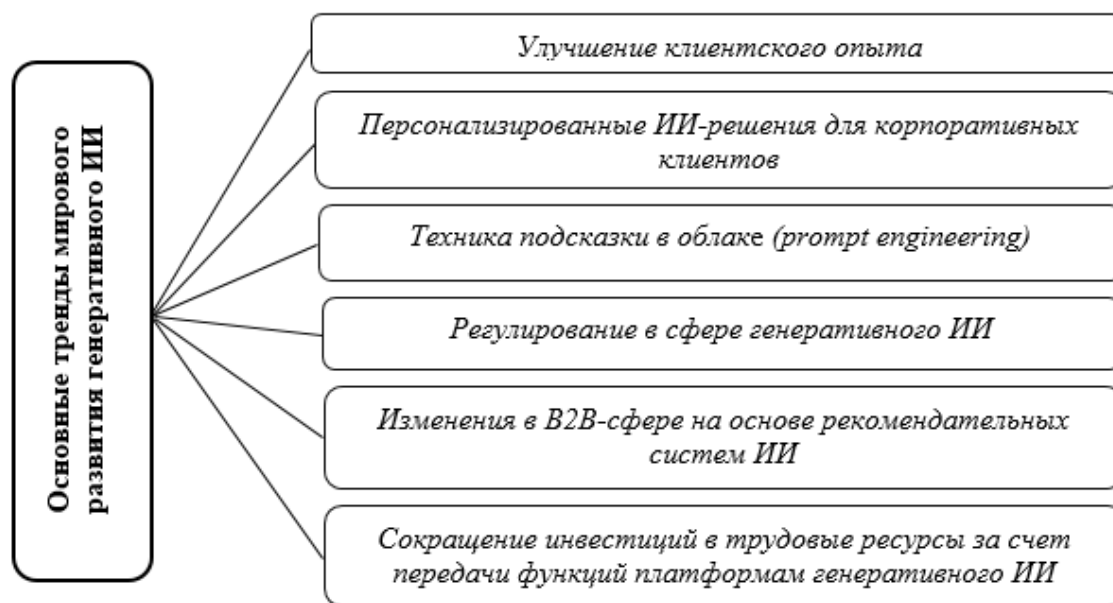 Основные тренды мирового
развития генеративного ИИ
Улучшение клиентского опыта
Персонализированные ИИ-решения для корпоративных
клиентов
Техника подсказки в облаке (prompt engineering)
Регулирование в сфере генеративного ИИ
Изменения в B2B-сфере на основе рекомендательных
систем ИИ
Сокращение инвестиций в трудовые ресурсы за счет
передачи функций платформам генеративного ИИ